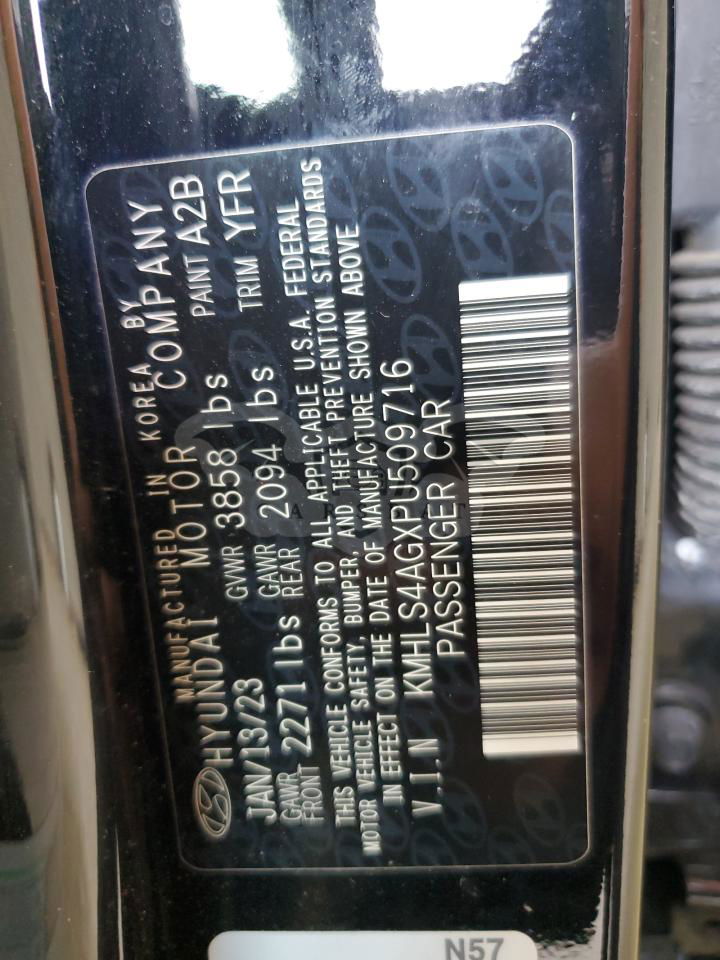 MANUFACTURED IN KOREA BY
HYUNDAI MOTOR COMPANY
JAN/13/23 GVWR 3858 lbs PAINT A2B
GAWR FRONT 2271 lbs GAWR REAR 2094 lbs TRIM YFR
THIS VEHICLE CONFORMS TO ALL APPLICABLE U.S.A. FEDERAL
MOTOR VEHICLE SAFETY, BUMPER, AND THEFT PREVENTION STANDARDS
IN EFFECT ON THE DATE OF MANUFACTURE SHOWN ABOVE
V.I.N KMHLS4AGXPU509716
PASSENGER CAR
N57